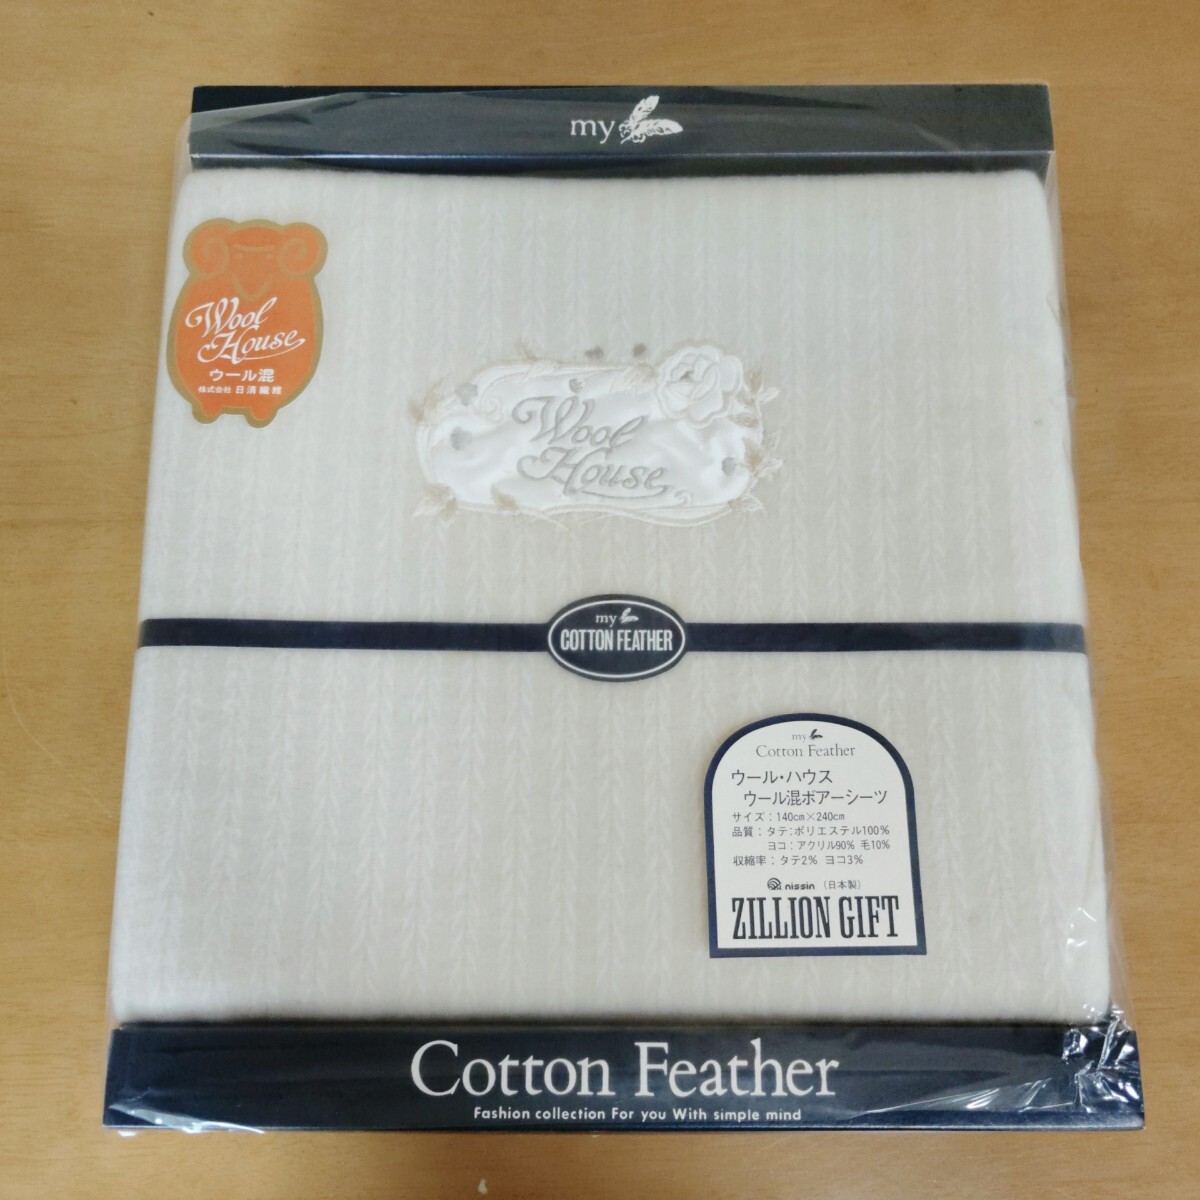 my
Wool
House
ウール混
株式会社 日清繊維
Wool
House
my
COTTON FEATHER
my
Cotton Feather
ウール・ハウス
ウール混ボアーシーツ
サイズ：140cm×240cm
品質：タテ：ポリエステル100%
ヨコ：アクリル90% 毛10%
収縮率：タテ2% ヨコ3%
nissin （日本製）
ZILLION GIFT
Cotton Feather
Fashion collection For you With simple mind